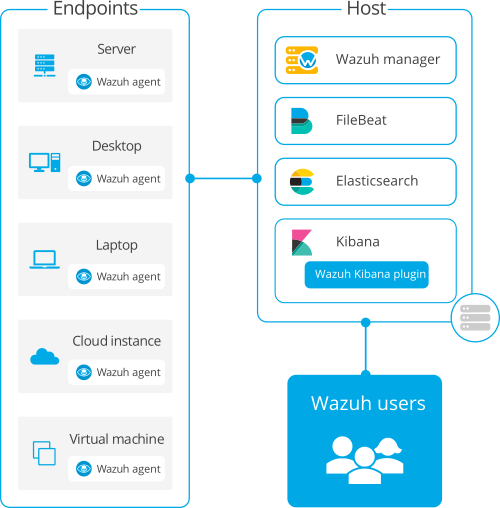 Endpoints
Server
Wazuh agent
Desktop
Wazuh agent
Laptop
Wazuh agent
Cloud instance
Wazuh agent
Virtual machine
Wazuh agent
Host
Wazuh manager
FileBeat
Elasticsearch
Kibana
Wazuh Kibana plugin
Wazuh users